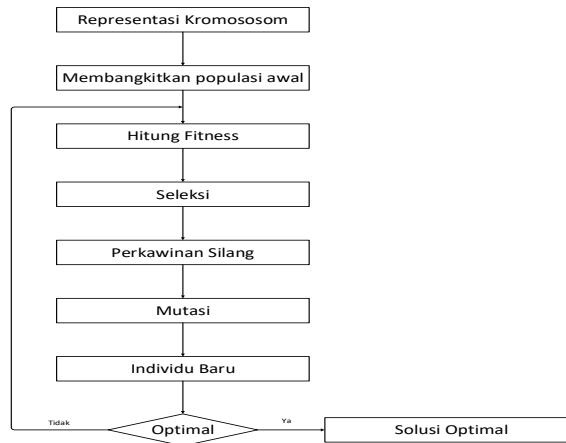 Representasi Kromososom
Membangkitkan populasi awal
Hitung Fitness
Seleksi
Perkawinan Silang
Mutasi
Individu Baru
Tidak
Optimal
Ya
Solusi Optimal